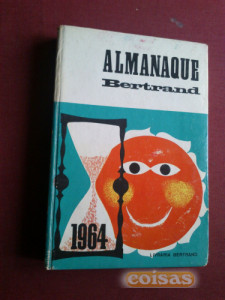 ALMANAQUE
Bertrand
1964
LIVRARIA BERTRAND
coisas